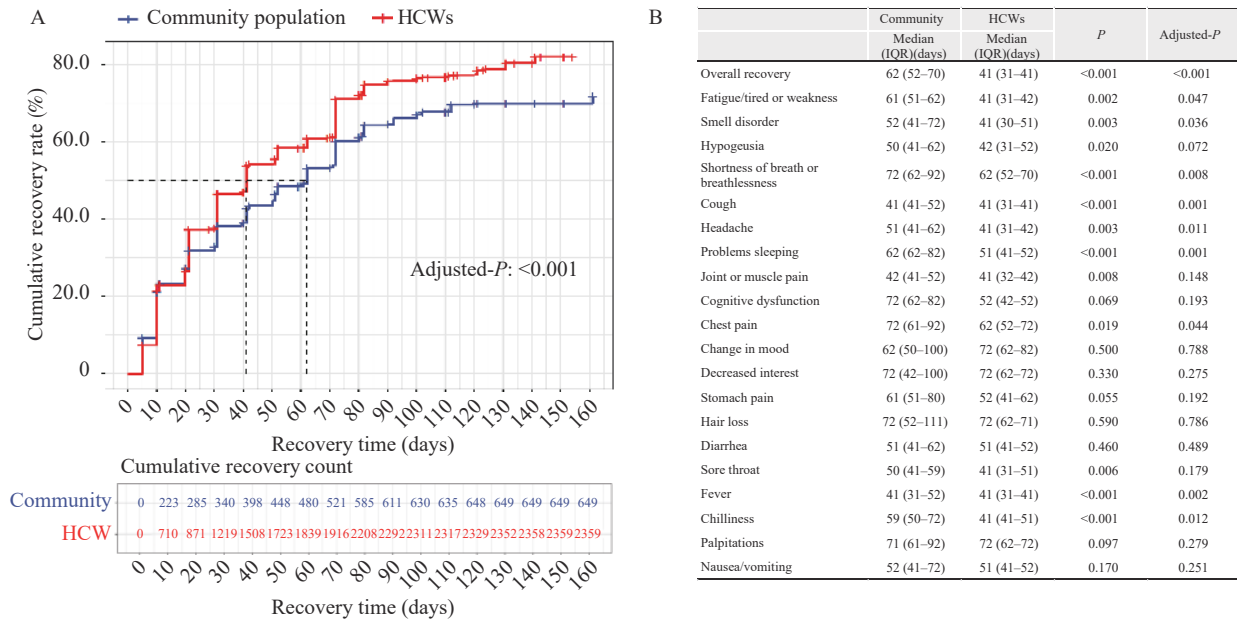 A
Community population HCWs
Cumulative recovery rate (%)
80.0
60.0
40.0
20.0
0
Adjusted-P: <0.001
0 10 20 30 40 50 60 70 80 90 100 110 120 130 140 150 160
Recovery time (days)
Cumulative recovery count
Community 0 223 285 340 398 448 480 521 585 611 630 635 648 649 649 649 649
HCW 0 710 871 1219 1508 1723 1839 1916 2208 2292 2311 2317 2329 2352 2358 2359 2359
0 10 20 30 40 50 60 70 80 90 100 110 120 130 140 150 160
Recovery time (days)
B
Community HCWs P Adjusted-P
Median (IQR)(days) Median (IQR)(days)
Overall recovery 62 (52–70) 41 (31–41) <0.001 <0.001
Fatigue/tired or weakness 61 (51–62) 41 (31–42) 0.002 0.047
Smell disorder 52 (41–72) 41 (30–51) 0.003 0.036
Hypogeusia 50 (41–62) 42 (31–52) 0.020 0.072
Shortness of breath or
breathlessness 72 (62–92) 62 (52–70) <0.001 0.008
Cough 41 (41–52) 41 (31–41) <0.001 0.001
Headache 51 (41–62) 41 (31–42) 0.003 0.011
Problems sleeping 62 (62–82) 51 (41–52) <0.001 0.001
Joint or muscle pain 42 (41–52) 41 (32–42) 0.008 0.148
Cognitive dysfunction 72 (62–82) 52 (42–52) 0.069 0.193
Chest pain 72 (61–92) 62 (52–72) 0.019 0.044
Change in mood 62 (50–100) 72 (62–82) 0.500 0.788
Decreased interest 72 (42–100) 72 (62–72) 0.330 0.275
Stomach pain 61 (51–80) 52 (41–62) 0.055 0.192
Hair loss 72 (52–111) 72 (62–71) 0.590 0.786
Diarrhea 51 (41–62) 51 (41–52) 0.460 0.489
Sore throat 50 (41–59) 41 (31–51) 0.006 0.179
Fever 41 (31–52) 41 (31–41) <0.001 0.002
Chilliness 59 (50–72) 41 (41–51) <0.001 0.012
Palpitations 71 (61–92) 72 (62–72) 0.097 0.279
Nausea/vomiting 52 (41–72) 51 (41–52) 0.170 0.251